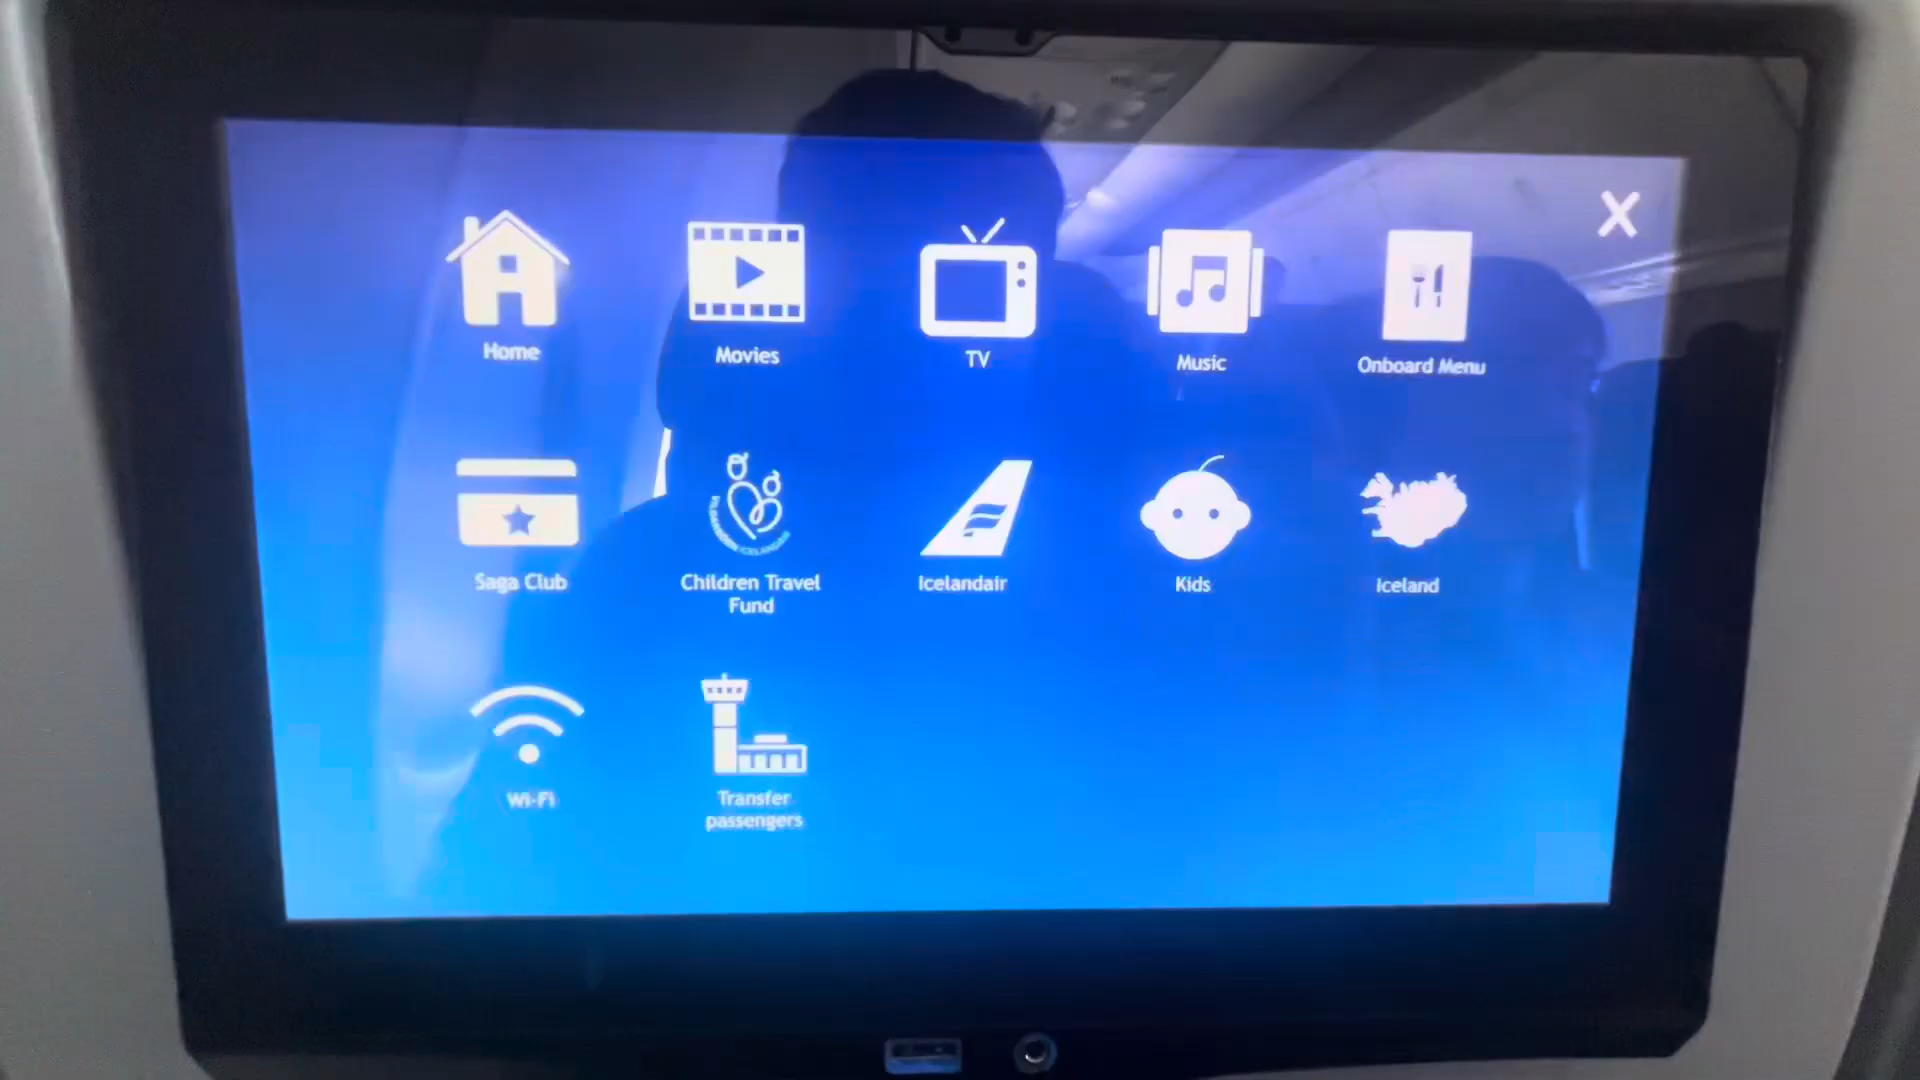 Home
Movies
TV
Music
Onboard Menu
Saga Club
Children Travel
Fund
Icelandair
Kids
Iceland
Wi-Fi
Transfer
passengers